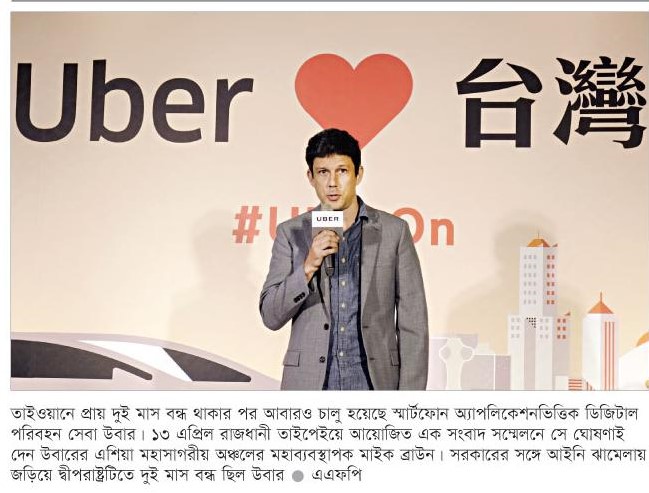 Uber ♥ 台灣
#U On
UBER
তাইওয়ানে প্রায় দুই মাস বন্ধ থাকার পর আবারও চালু হয়েছে স্মার্টফোন অ্যাপলিকেশনভিত্তিক ডিজিটাল
পরিবহন সেবা উবার। ১৩ এপ্রিল রাজধানী তাইপেইয়ে আয়োজিত এক সংবাদ সম্মেলনে সে ঘোষণাই
দেন উবারের এশিয়া মহাসাগরীয় অঞ্চলের মহাব্যবস্থাপক মাইক ব্রাউন। সরকারের সঙ্গে আইনি ঝামেলায়
জড়িয়ে দ্বীপরাষ্ট্রটিতে দুই মাস বন্ধ ছিল উবার ● এএফপি